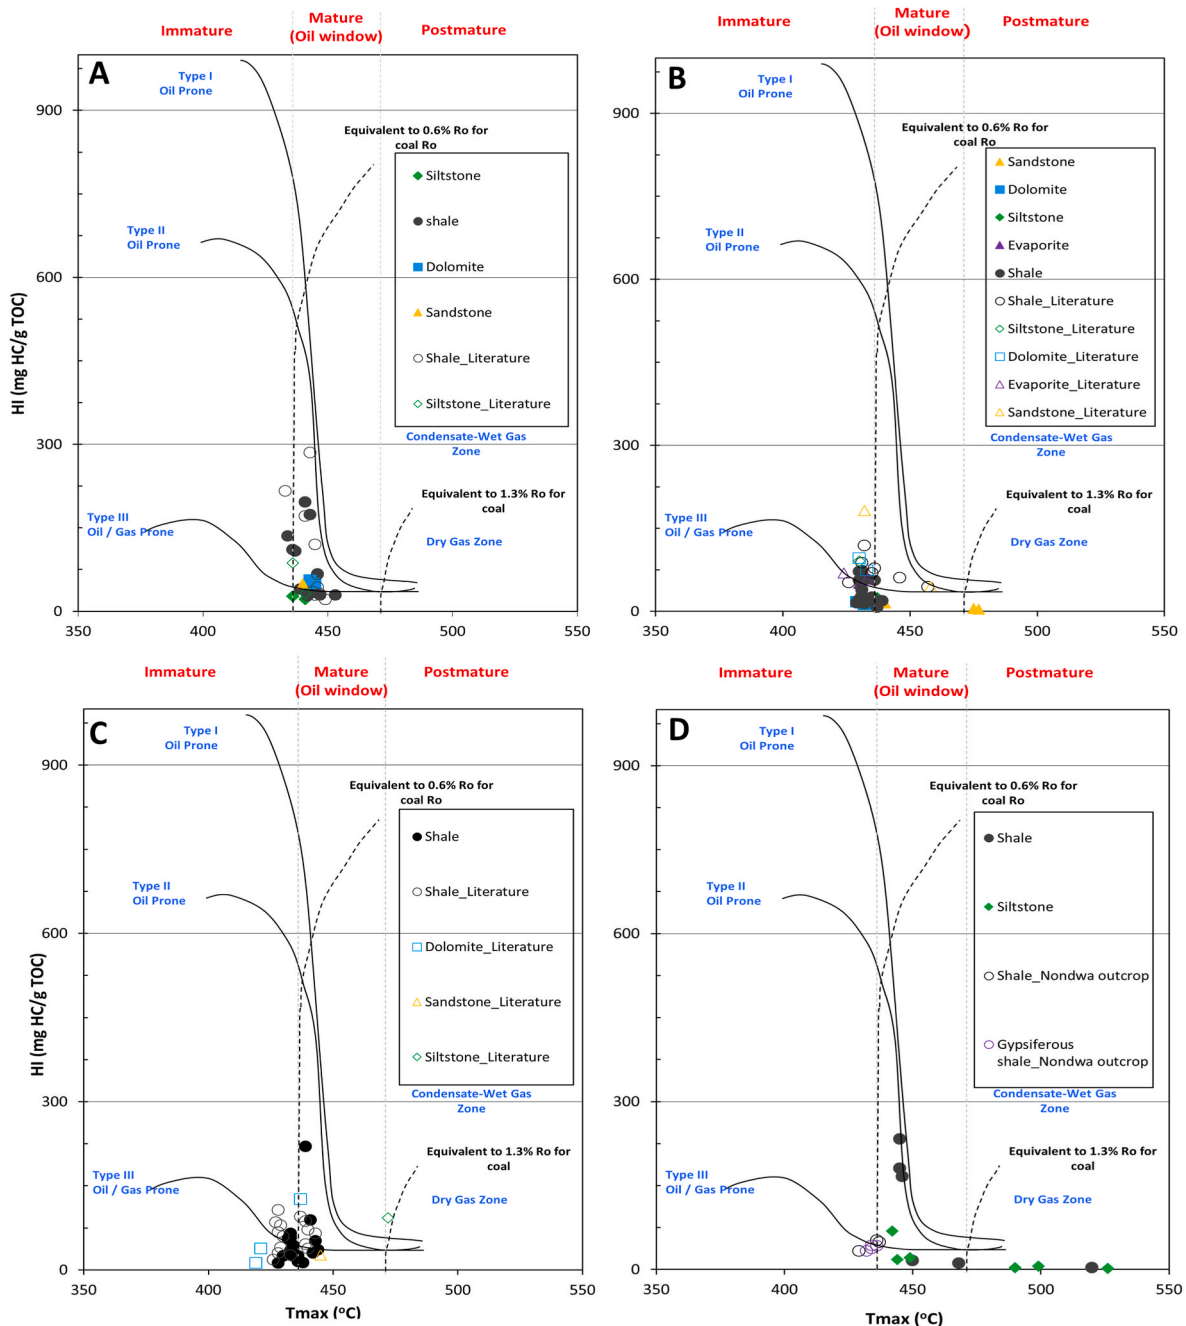 Immature
Mature
(Oil window)
Postmature
A
Type I
Oil Prone
Type II
Oil Prone
Type III
Oil / Gas Prone
Equivalent to 0.6% Ro for
coal Ro
Siltstone
shale
Dolomite
Sandstone
Shale_Literature
Siltstone_Literature
Condensate-Wet Gas
Zone
Equivalent to 1.3% Ro for
coal
Dry Gas Zone
HI (mg HC/g TOC)
900
600
300
0
350
400
450
500
550
Immature
Mature
(Oil window)
Postmature
B
Type I
Oil Prone
Type II
Oil Prone
Type III
Oil / Gas Prone
Equivalent to 0.6% Ro for
coal Ro
Sandstone
Dolomite
Siltstone
Evaporite
Shale
Shale_Literature
Siltstone_Literature
Dolomite_Literature
Evaporite_Literature
Sandstone_Literature
Condensate-Wet Gas
Zone
Equivalent to 1.3% Ro for
coal
Dry Gas Zone
900
600
300
0
350
400
450
500
550
Immature
Mature
(Oil window)
Postmature
C
Type I
Oil Prone
Type II
Oil Prone
Type III
Oil / Gas Prone
Equivalent to 0.6% Ro for
coal Ro
Shale
Shale_Literature
Dolomite_Literature
Sandstone_Literature
Siltstone_Literature
Condensate-Wet Gas
Zone
Equivalent to 1.3% Ro for
coal
Dry Gas Zone
HI (mg HC/g TOC)
900
600
300
0
350
400
450
500
550
Tmax (ºC)
Immature
Mature
(Oil window)
Postmature
D
Type I
Oil Prone
Type II
Oil Prone
Type III
Oil / Gas Prone
Equivalent to 0.6% Ro for
coal Ro
Shale
Siltstone
Shale_Nondwa outcrop
Gypsiferous
shale_Nondwa outcrop
Condensate-Wet Gas
Zone
Equivalent to 1.3% Ro for
coal
Dry Gas Zone
900
600
300
0
350
400
450
500
550
Tmax (ºC)